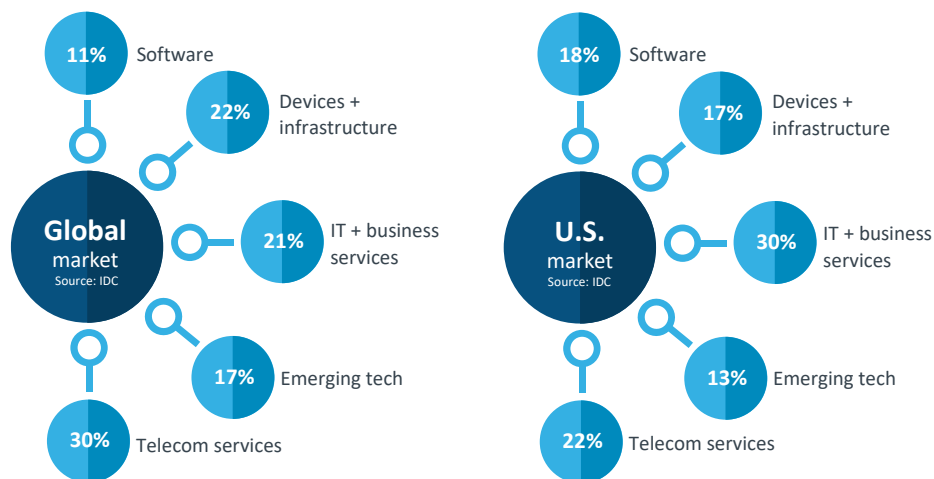 11%
Software
22%
Devices +
infrastructure
Global
market
Source: IDC
21%
IT + business
services
17%
Emerging tech
30%
Telecom services
18%
Software
17%
Devices +
infrastructure
U.S.
market
Source: IDC
30%
IT + business
services
13%
Emerging tech
22%
Telecom services